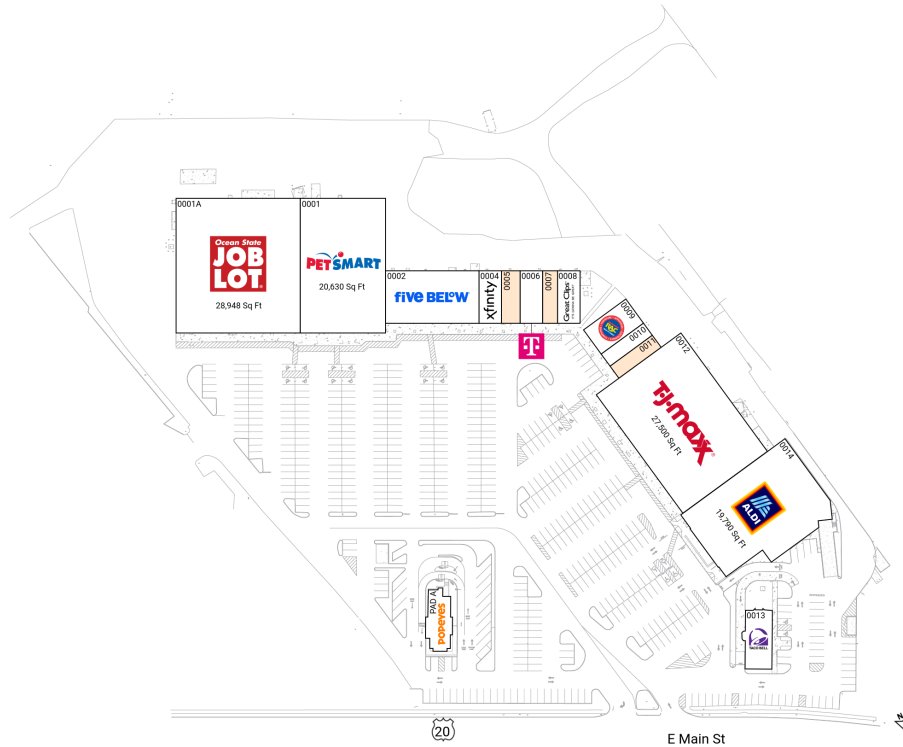 0001A
Ocean State
JOB
LOT
28,948 Sq Ft
0001
PETSMART
20,630 Sq Ft
0002
five BEL°W
0004
xfinity
0005
0006
T
0007
0008
Great Clips
0009
RAC
0010
0011
0012
T·J·maxx
27,500 Sq Ft
0014
ALDI
19,790 Sq Ft
PAD A
POPEYES
0013
TACO BELL
20
E Main St